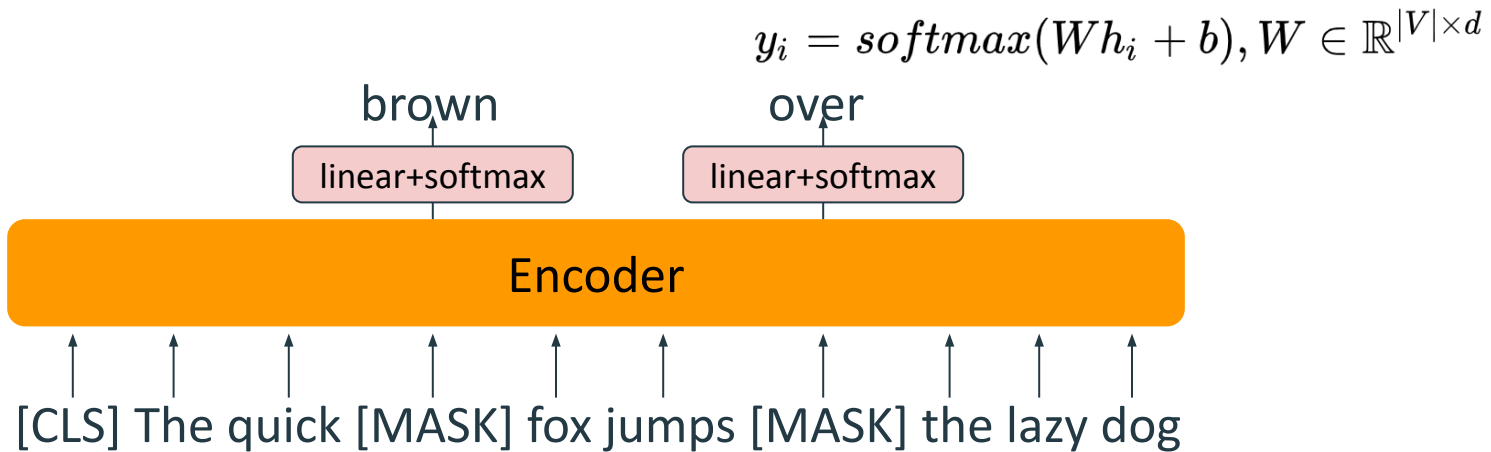 y_i = softmax(Wh_i + b), W ∈ ℝ^{|V|×d}
brown over
linear+softmax linear+softmax
Encoder
[CLS] The quick [MASK] fox jumps [MASK] the lazy dog